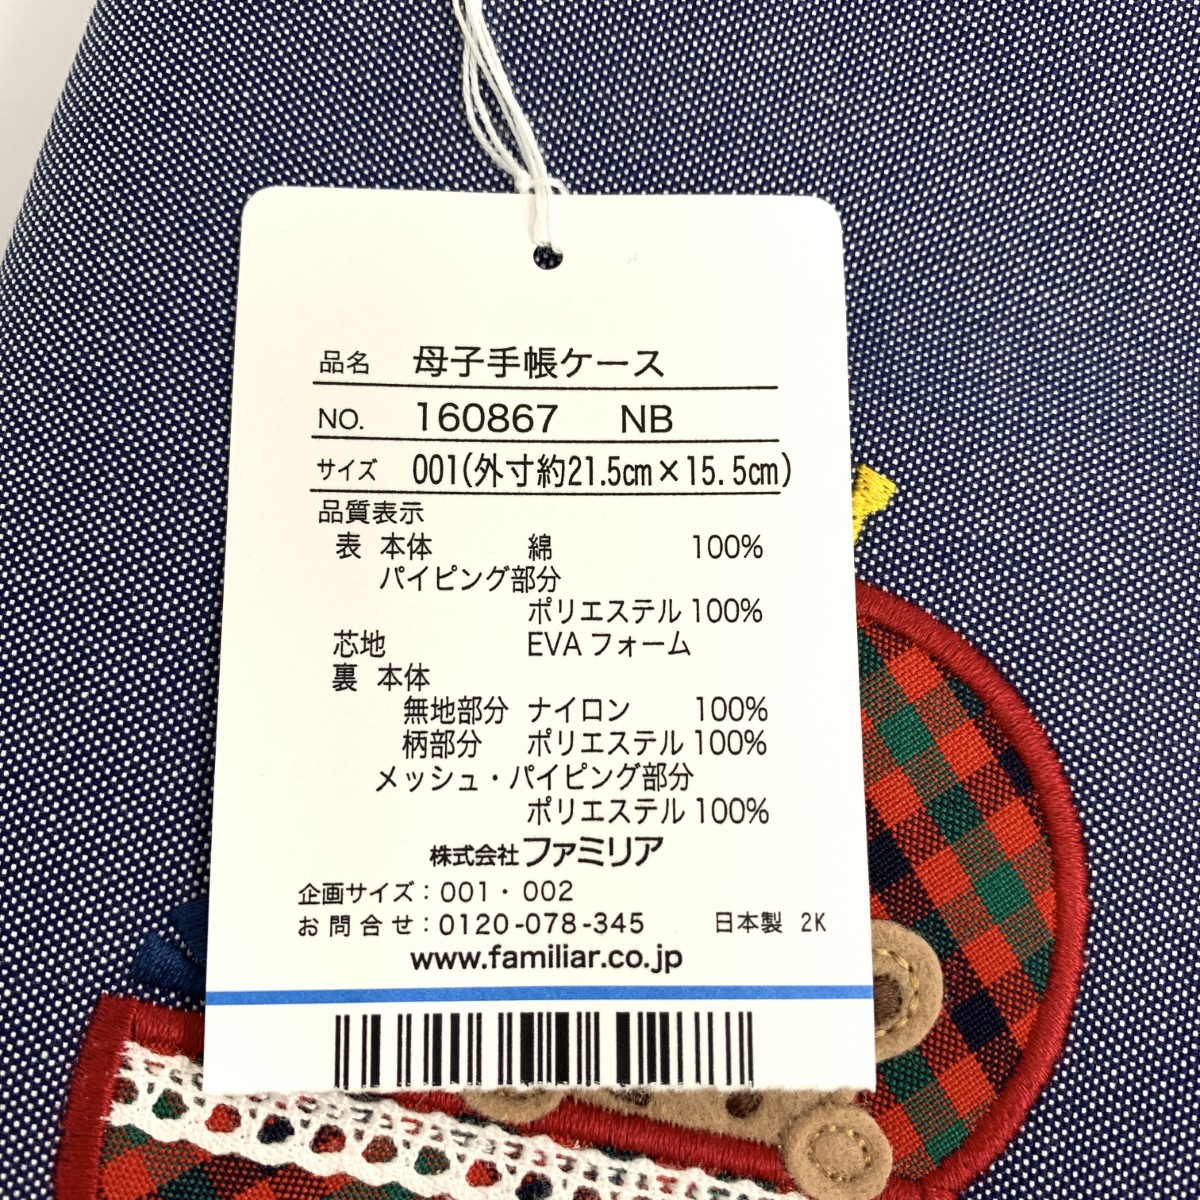 品名 母子手帳ケース
NO. 160867 NB
サイズ 001(外寸約21.5㎝×15.5㎝)
品質表示
表 本体 綿 100%
パイピング部分
ポリエステル 100%
芯地 EVAフォーム
裏 本体
無地部分 ナイロン 100%
柄部分 ポリエステル 100%
メッシュ・パイピング部分
ポリエステル 100%
株式会社ファミリア
企画サイズ:001・002
お問合せ:0120-078-345 日本製 2K
www.familiar.co.jp